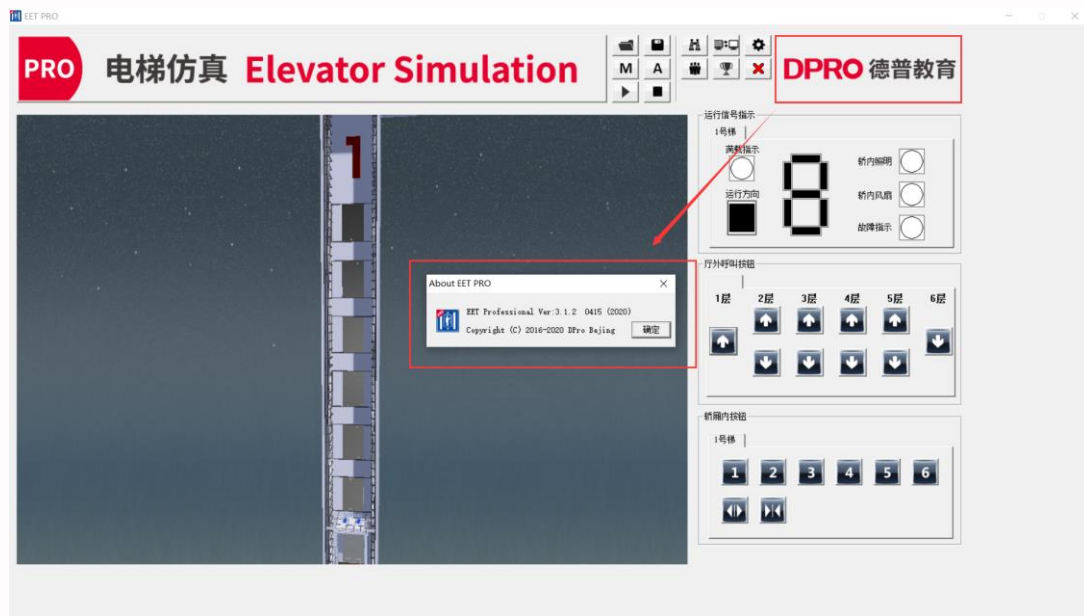 EET PRO
PRO 电梯仿真 Elevator Simulation
M A
DPRO 德普教育
1
运行信号指示
1号梯
满载指示
轿内照明
运行方向
轿内风扇
故障指示
8
About EET PRO
EET Professional Ver:3.1.2 0415 (2020)
Copyright (C) 2016-2020 DPro Bejing
确定
厅外呼叫按钮
1层 2层 3层 4层 5层 6层
轿厢内按钮
1号梯
1 2 3 4 5 6